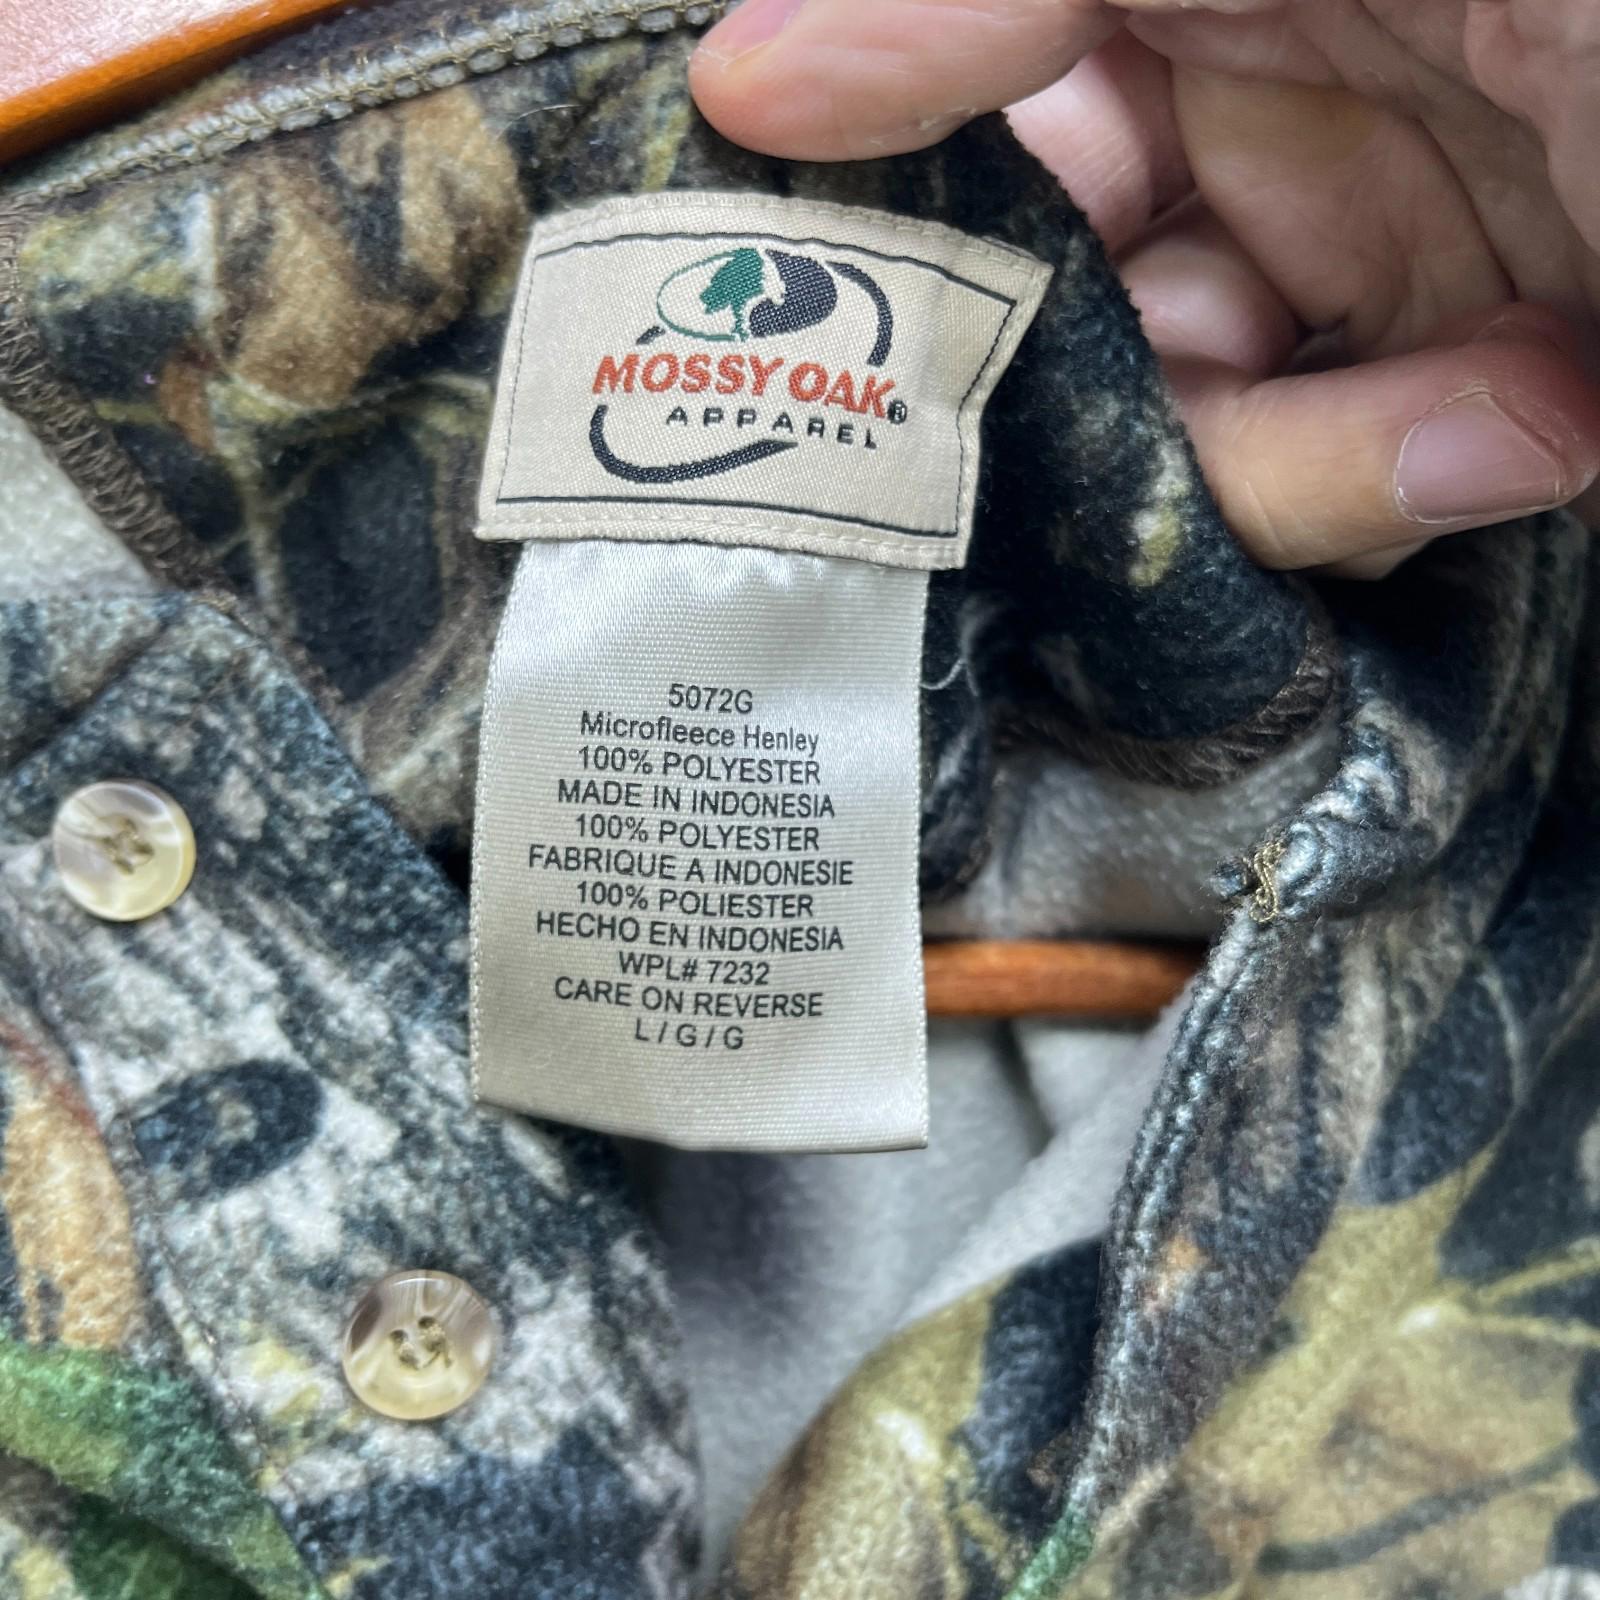 MOSSY OAK®
APPAREL
5072G
Microfleece Henley
100% POLYESTER
MADE IN INDONESIA
100% POLYESTER
FABRIQUE A INDONESIE
100% POLIESTER
HECHO EN INDONESIA
WPL# 7232
CARE ON REVERSE
L / G / G